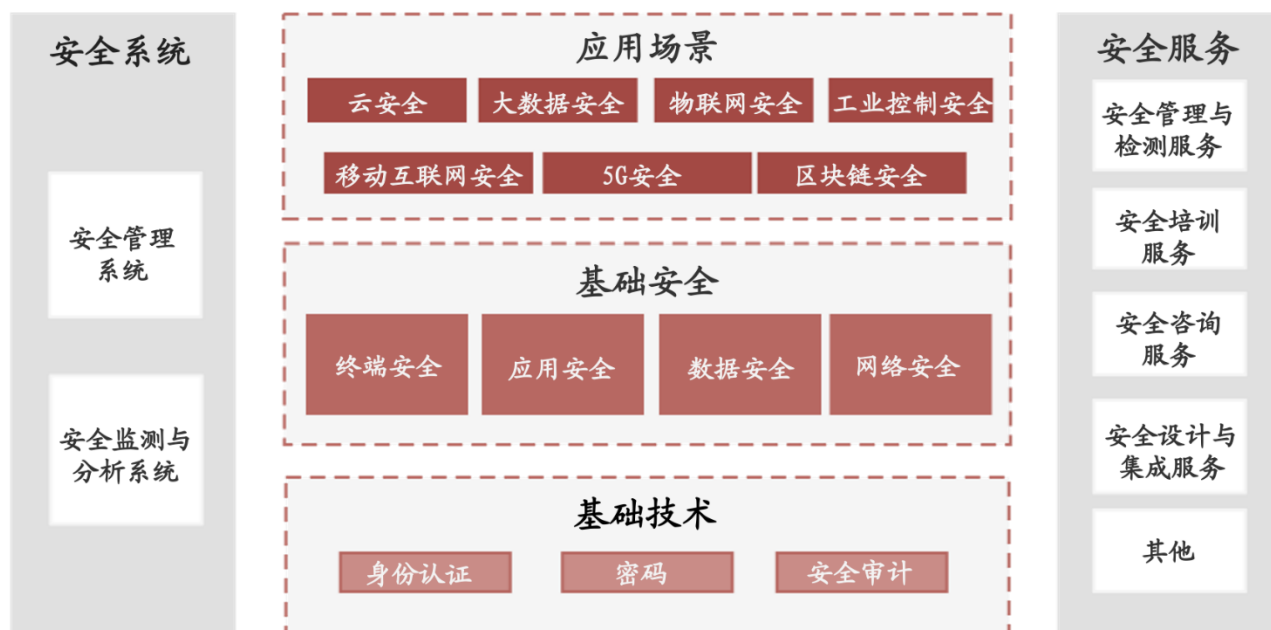 安全系统
安全管理
系统
安全监测与
分析系统
应用场景
云安全
大数据安全
物联网安全
工业控制安全
移动互联网安全
5G安全
区块链安全
基础安全
终端安全
应用安全
数据安全
网络安全
基础技术
身份认证
密码
安全审计
安全服务
安全管理与
检测服务
安全培训
服务
安全咨询
服务
安全设计与
集成服务
其他